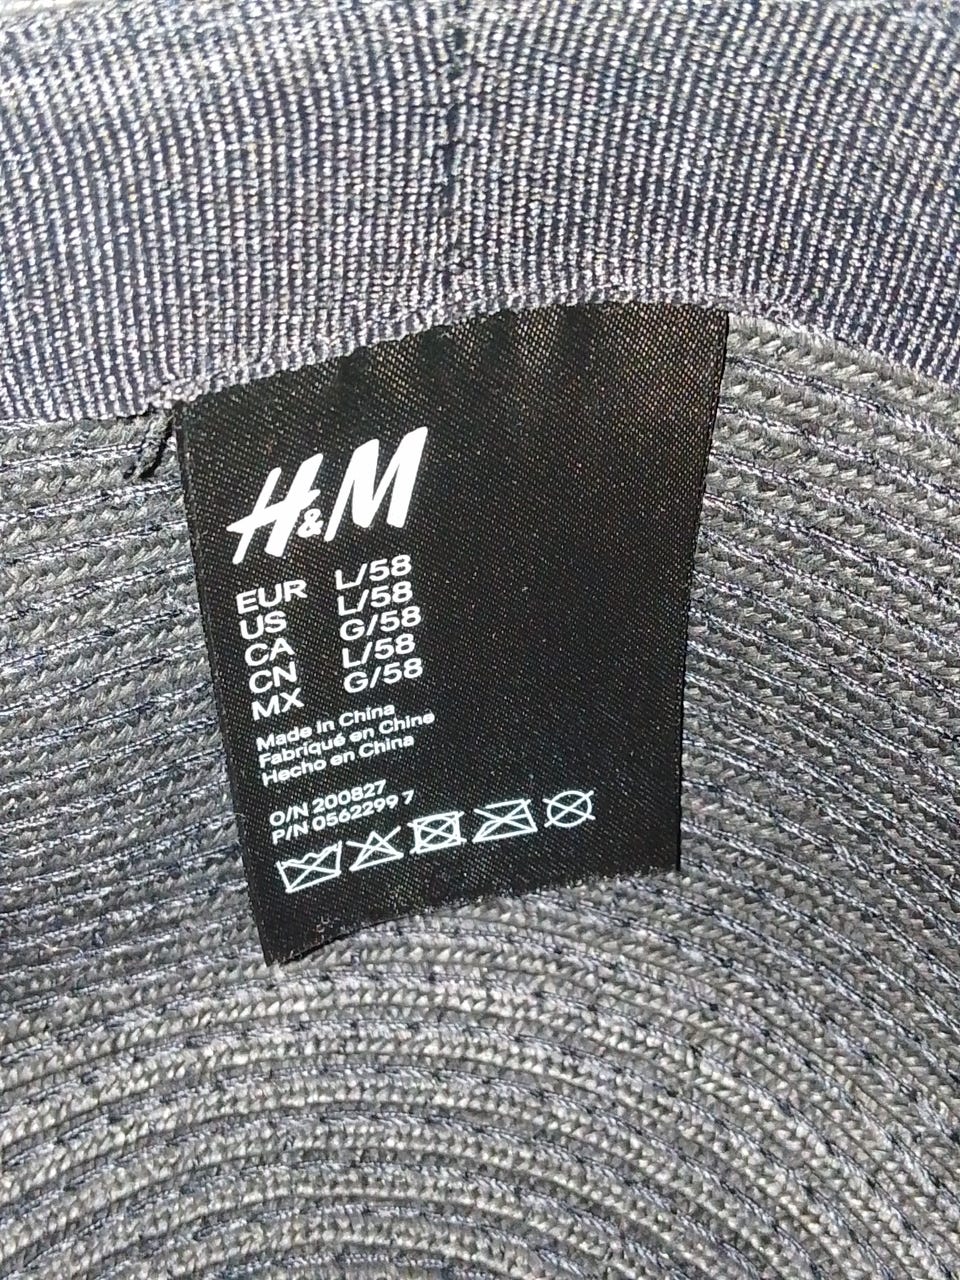 H&M
EUR L/58
US L/58
CA G/58
CN L/58
MX G/58
Made in China
Fabriqué en Chine
Hecho en China
O/N 200827
P/N 0562299 7